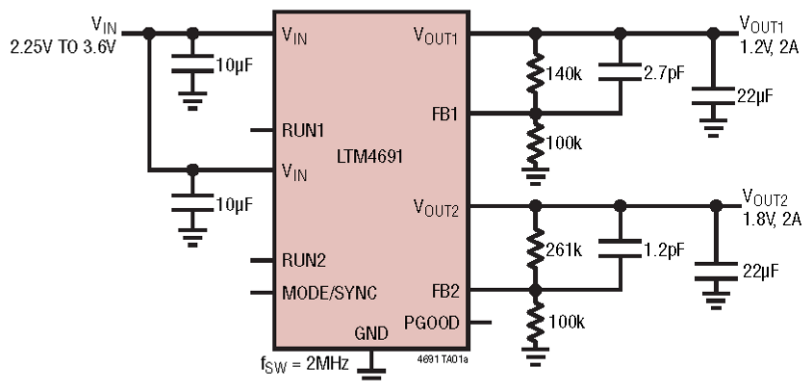 VIN
2.25V TO 3.6V
10µF
VIN
RUN1
VIN
10µF
RUN2
MODE/SYNC
LTM4691
GND
fSW = 2MHz
4691 TA01a
VOUT1
FB1
VOUT2
FB2
PGOOD
140k
2.7pF
100k
22µF
VOUT1
1.2V, 2A
261k
1.2pF
100k
22µF
VOUT2
1.8V, 2A